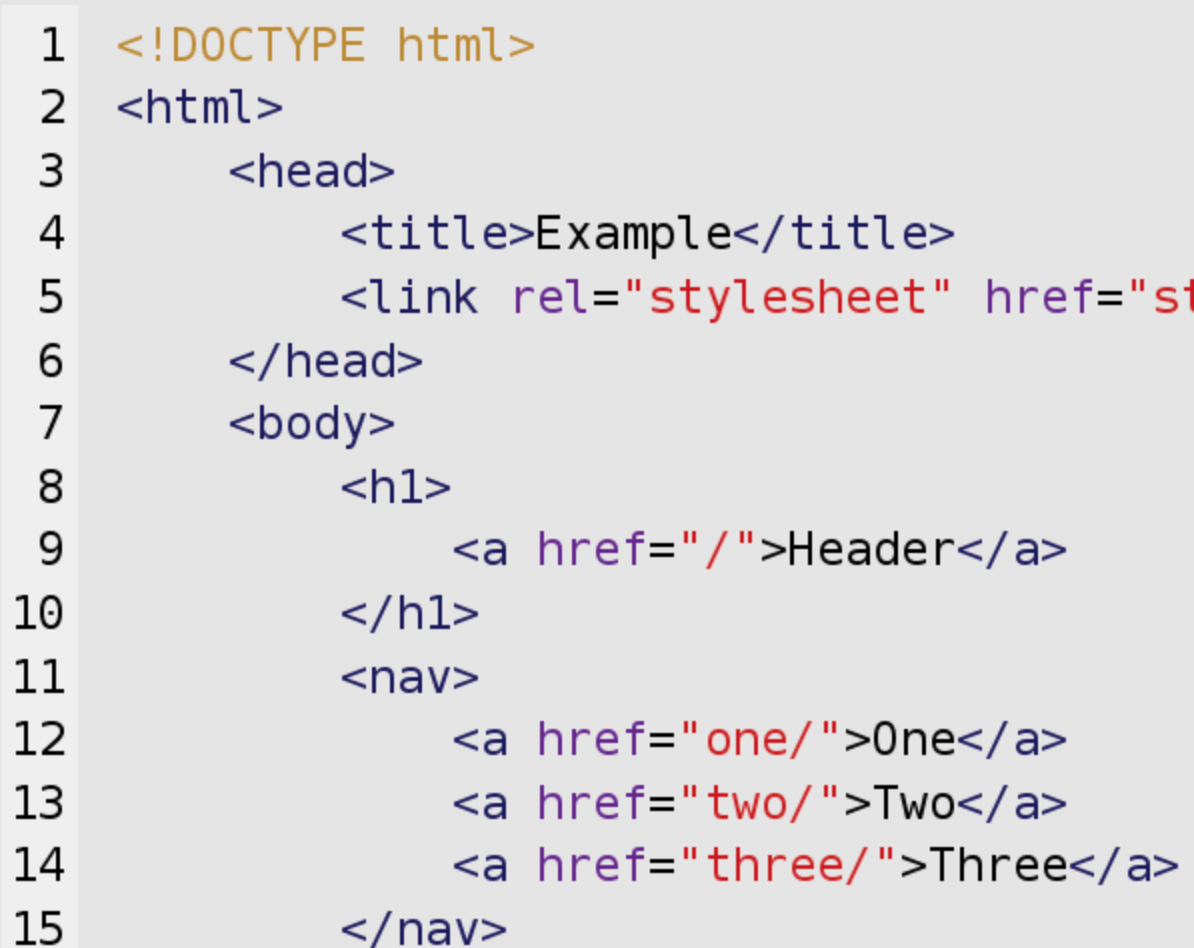 1 <!DOCTYPE html>
2 <html>
3 <head>
4 <title>Example</title>
5 <link rel="stylesheet" href="st
6 </head>
7 <body>
8 <h1>
9 <a href="/">Header</a>
10 </h1>
11 <nav>
12 <a href="one/">One</a>
13 <a href="two/">Two</a>
14 <a href="three/">Three</a>
15 </nav>